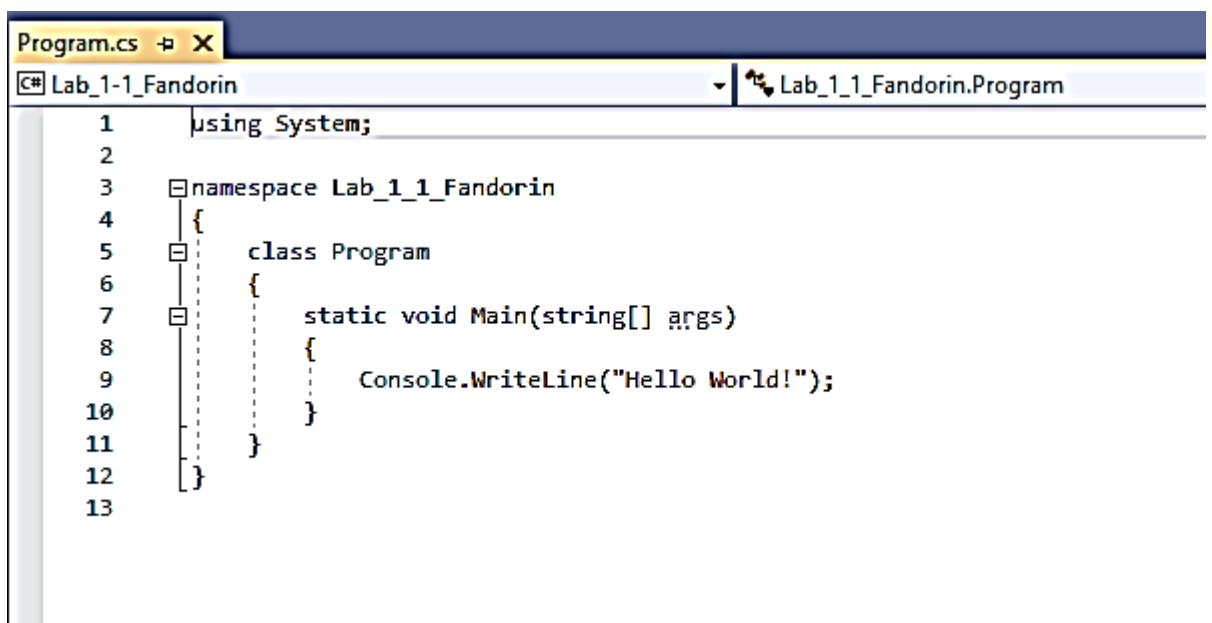 Program.cs
C# Lab_1-1_Fandorin Lab_1_1_Fandorin.Program
1 using System;
2
3 namespace Lab_1_1_Fandorin
4 {
5 class Program
6 {
7 static void Main(string[] args)
8 {
9 Console.WriteLine("Hello World!");
10 }
11 }
12 }
13